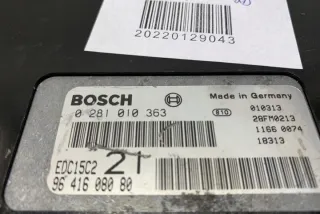 20220129043
BOSCH
Made in Germany
0 281 010 363
010313
28FM0213
1166 0074
18313
EDC15C2
21
96 416 080 80